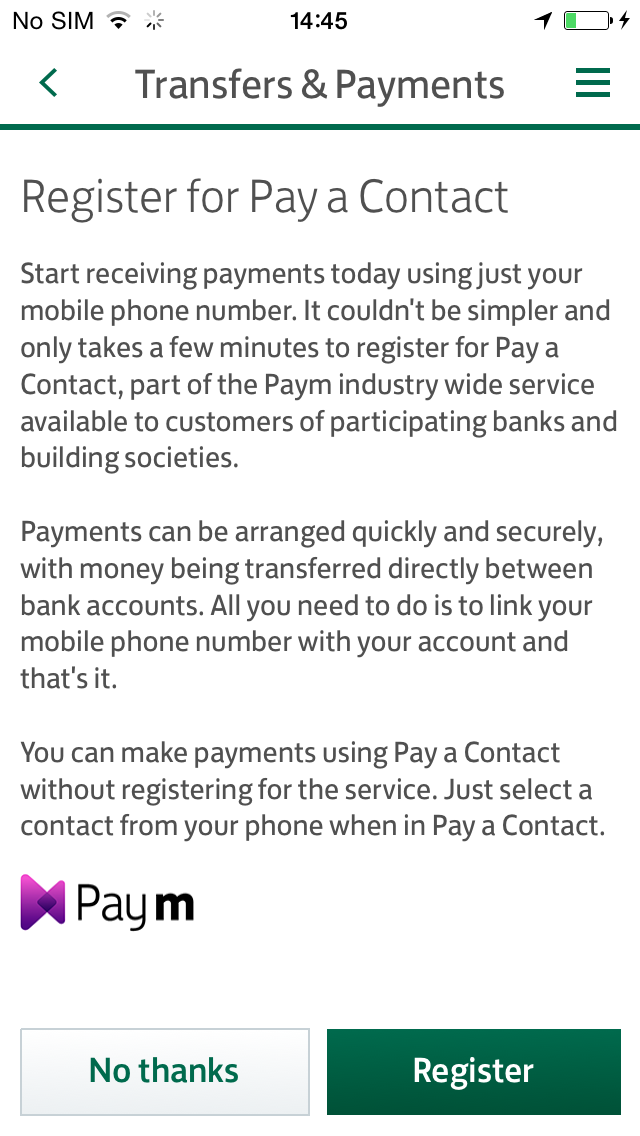 No SIM 14:45
Transfers & Payments
Register for Pay a Contact
Start receiving payments today using just your
mobile phone number. It couldn't be simpler and
only takes a few minutes to register for Pay a
Contact, part of the Paym industry wide service
available to customers of participating banks and
building societies.
Payments can be arranged quickly and securely,
with money being transferred directly between
bank accounts. All you need to do is to link your
mobile phone number with your account and
that's it.
You can make payments using Pay a Contact
without registering for the service. Just select a
contact from your phone when in Pay a Contact.
Paym
No thanks Register